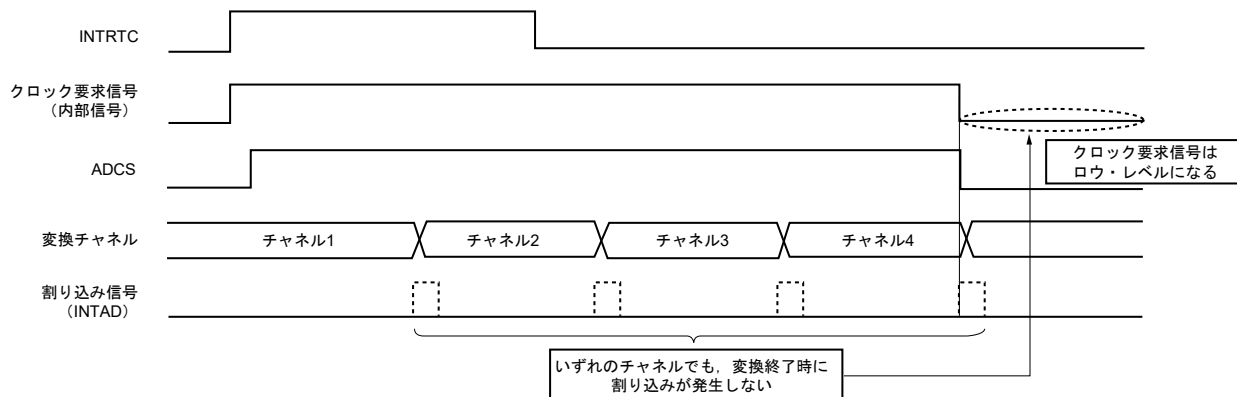 INTRTC
クロック要求信号
（内部信号）
クロック要求信号は
ロウ・レベルになる
ADCS
変換チャネル
チャネル1
チャネル2
チャネル3
チャネル4
割り込み信号
（INTAD）
いずれのチャネルでも，変換終了時に
割り込みが発生しない